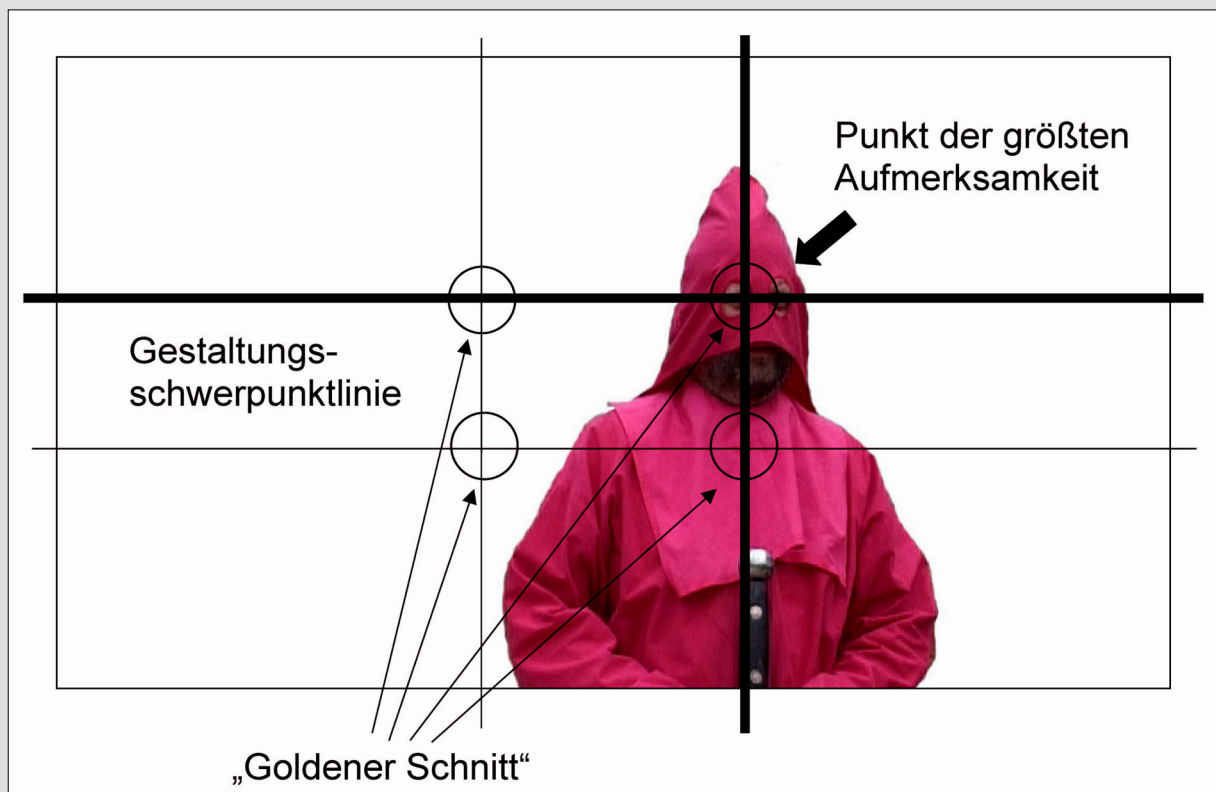 Punkt der größten
Aufmerksamkeit
Gestaltungs-
schwerpunktlinie
„Goldener Schnitt“